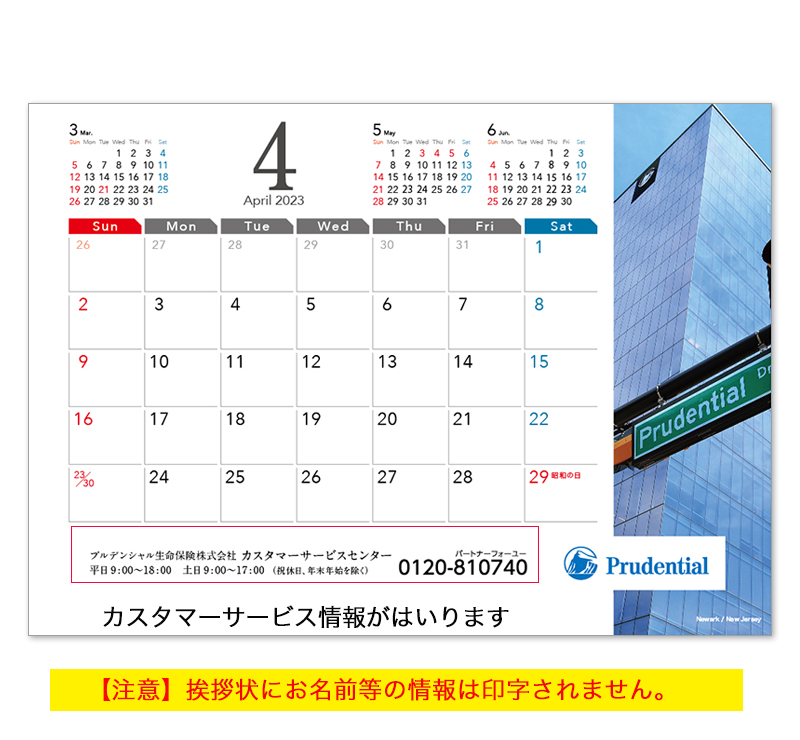 3 Mar.
Sun Mon Tue Wed Thu Fri Sat
1 2 3 4
5 6 7 8 9 10 11
12 13 14 15 16 17 18
19 20 21 22 23 24 25
26 27 28 29 30 31
4
April 2023
5 May
Sun Mon Tue Wed Thu Fri Sat
1 2 3 4 5 6
7 8 9 10 11 12 13
14 15 16 17 18 19 20
21 22 23 24 25 26 27
28 29 30 31
6 Jun.
Sun Mon Tue Wed Thu Fri Sat
1 2 3
4 5 6 7 8 9 10
11 12 13 14 15 16 17
18 19 20 21 22 23 24
25 26 27 28 29 30
Sun Mon Tue Wed Thu Fri Sat
26 27 28 29 30 31 1
2 3 4 5 6 7 8
9 10 11 12 13 14 15
16 17 18 19 20 21 22
23/30 24 25 26 27 28 29 昭和の日
プルデンシャル生命保険株式会社 カスタマーサービスセンター
平日9:00〜18:00 土日9:00〜17:00 (祝休日、年末年始を除く)
パートナーフォーユー
0120-810740
カスタマーサービス情報がはいります
Prudential Dr
Prudential
Newark / New Jersey
【注意】挨拶状にお名前等の情報は印字されません。